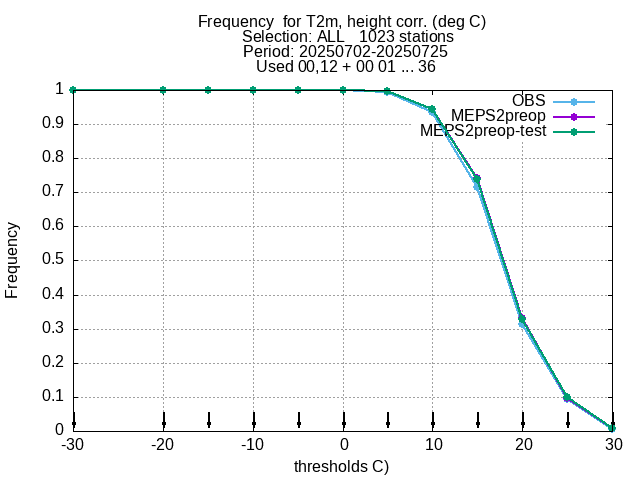 Frequency  for T2m, height corr. (deg C)
Selection: ALL   1023 stations
Period: 20250702-20250725
Used 00,12 + 00 01 ... 36
OBS
MEPS2preop
MEPS2preop-test
Frequency
1
0.9
0.8
0.7
0.6
0.5
0.4
0.3
0.2
0.1
0
-30 -20 -10 0 10 20 30
thresholds C)